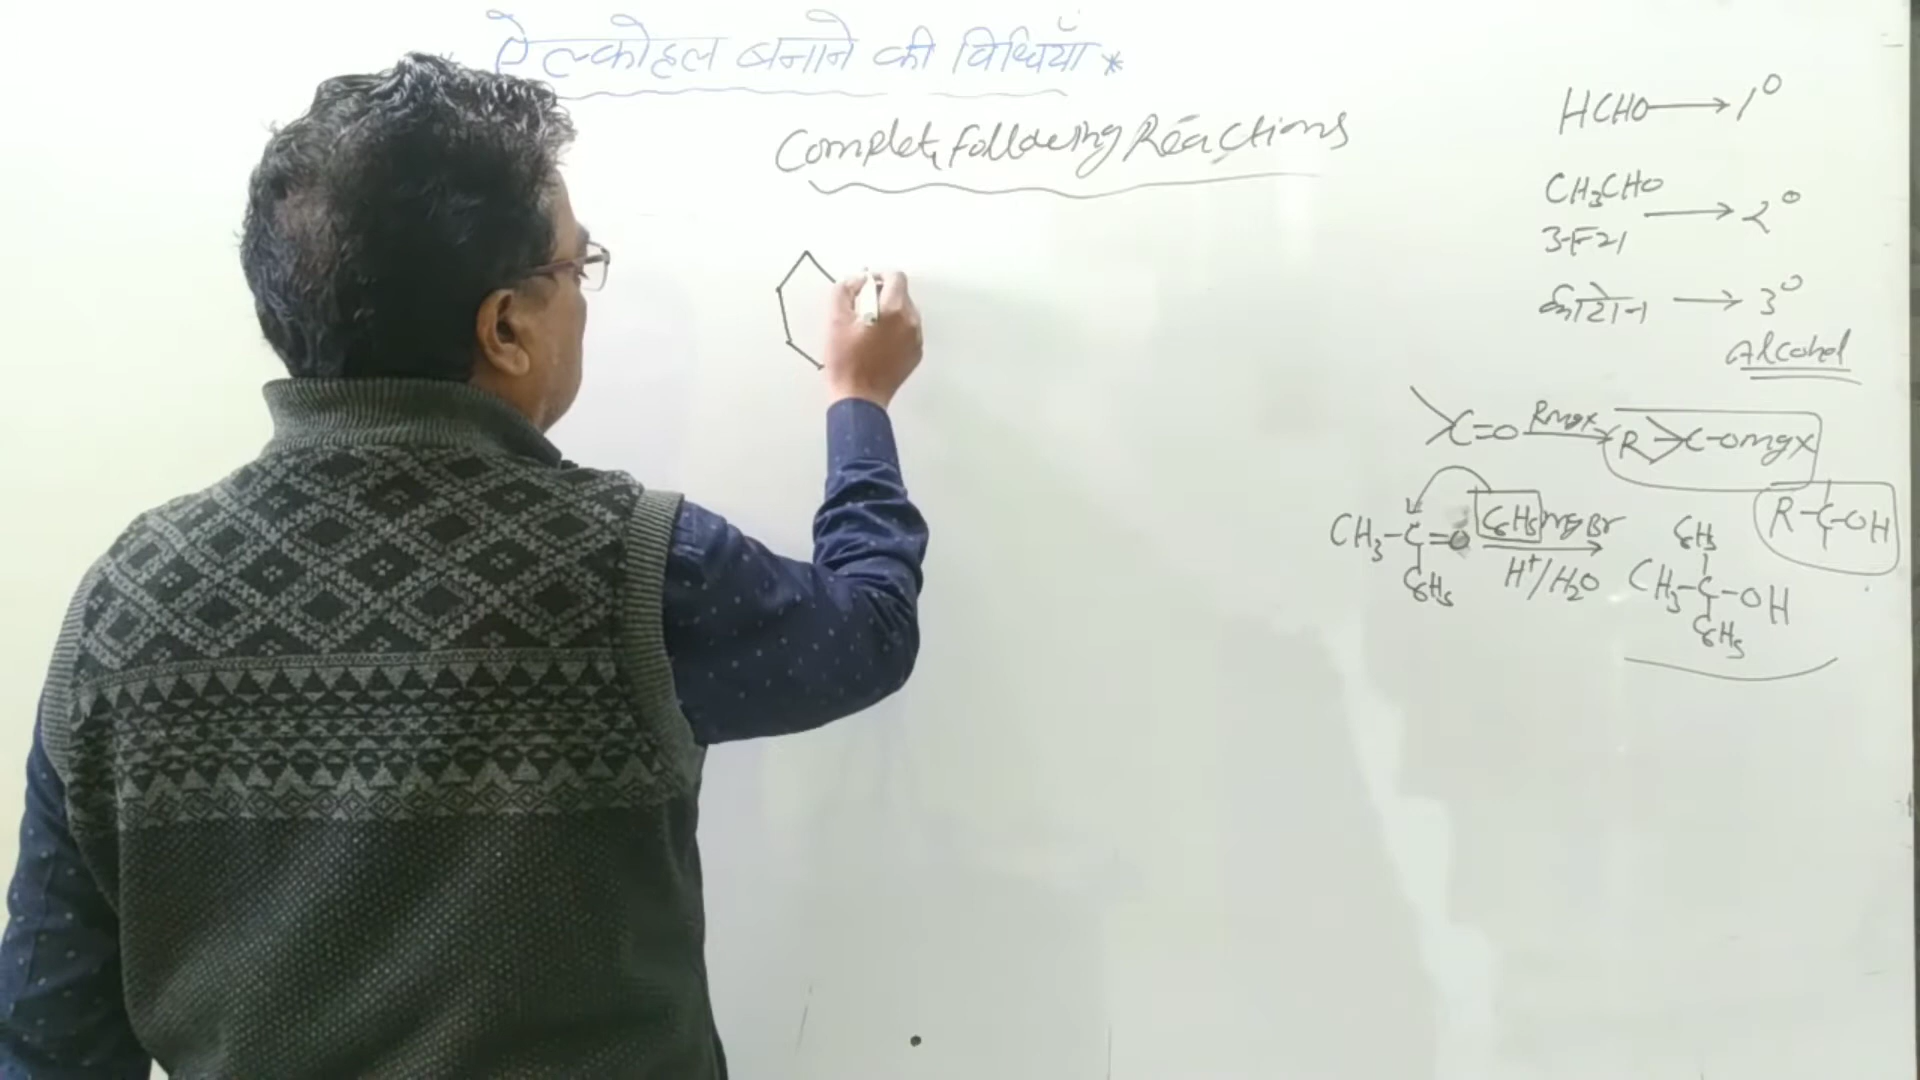 * ऐल्कोहल बनाने की विधियाँ *
Complete following Reactions
HCHO → 1°
CH₃CHO
अन्य → 2°
कीटोन → 3°
Alcohol
C=O RMgX → R C-OMgX
R-C-OH
CH₃-C=O C₆H₅MgBr → H⁺/H₂O
C₆H₅
C₆H₅
CH₃-C-OH
C₆H₅